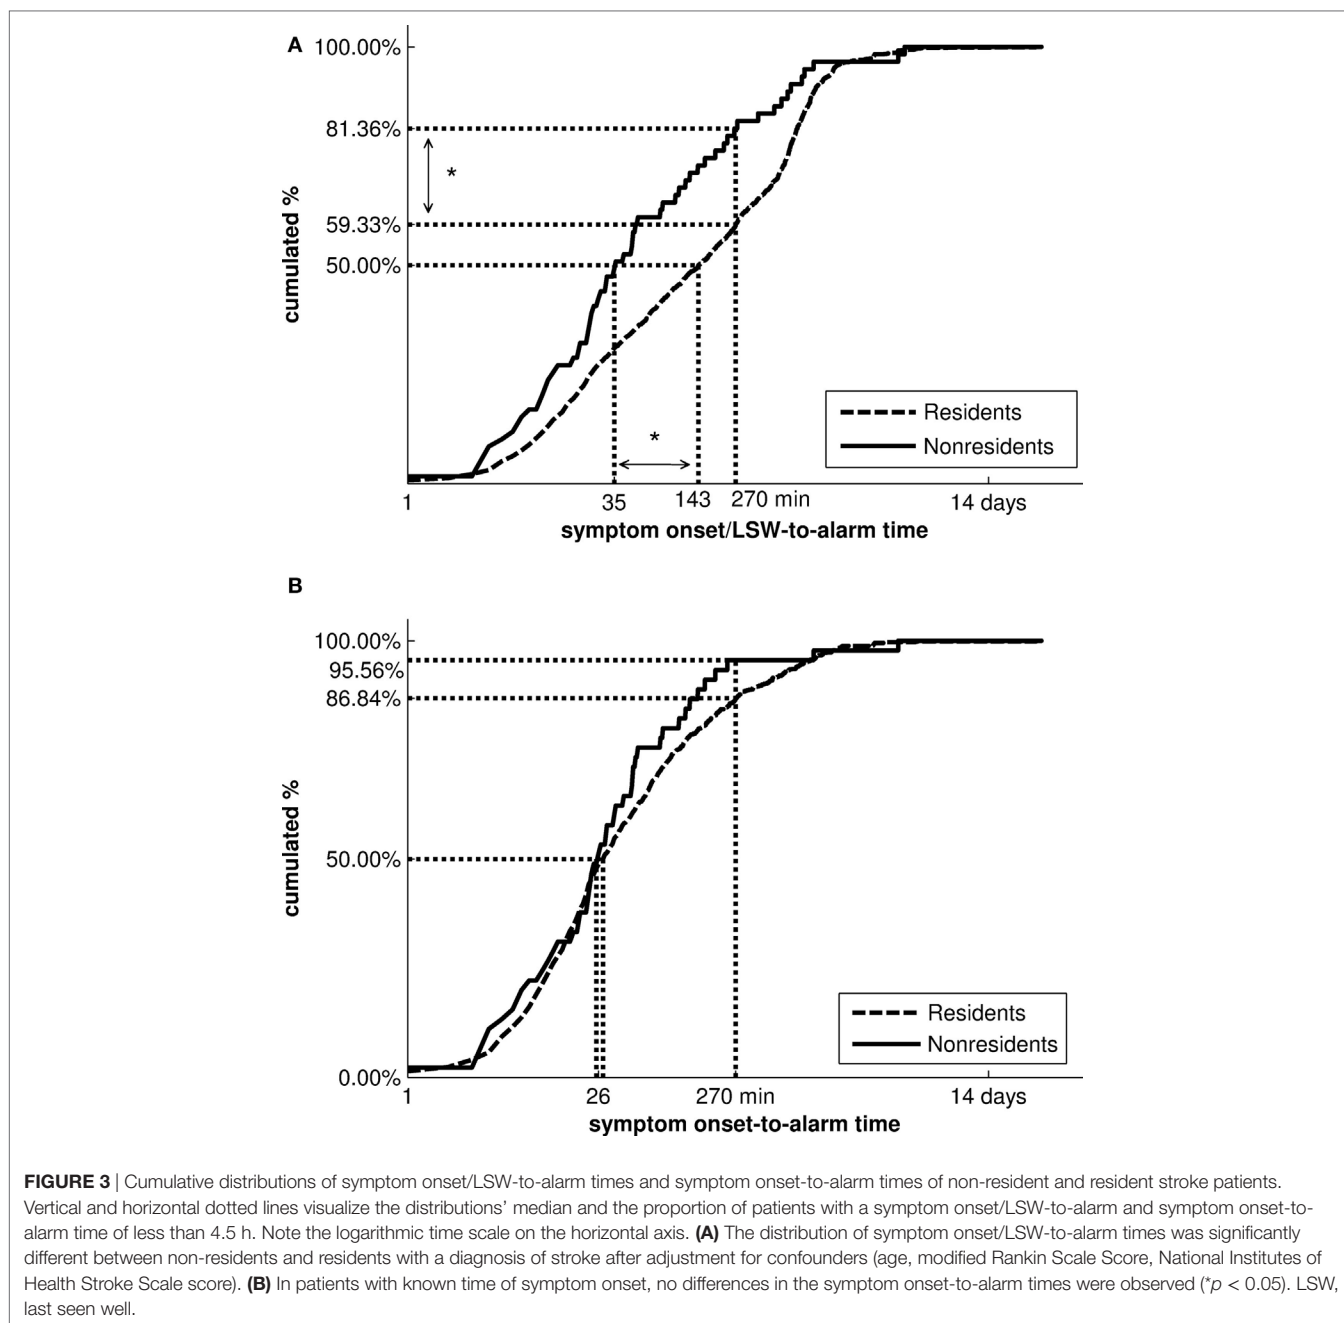 A
100.00%
81.36%
*
59.33%
50.00%
cumulated %
*
Residents
Nonresidents
1
35
143
270 min
14 days
symptom onset/LSW-to-alarm time
B
100.00%
95.56%
86.84%
50.00%
cumulated %
Residents
Nonresidents
0.00%
1
26
270 min
14 days
symptom onset-to-alarm time
FIGURE 3 | Cumulative distributions of symptom onset/LSW-to-alarm times and symptom onset-to-alarm times of non-resident and resident stroke patients.
Vertical and horizontal dotted lines visualize the distributions' median and the proportion of patients with a symptom onset/LSW-to-alarm and symptom onset-to-
alarm time of less than 4.5 h. Note the logarithmic time scale on the horizontal axis. (A) The distribution of symptom onset/LSW-to-alarm times was significantly
different between non-residents and residents with a diagnosis of stroke after adjustment for confounders (age, modified Rankin Scale Score, National Institutes of
Health Stroke Scale score). (B) In patients with known time of symptom onset, no differences in the symptom onset-to-alarm times were observed (*p < 0.05). LSW,
last seen well.